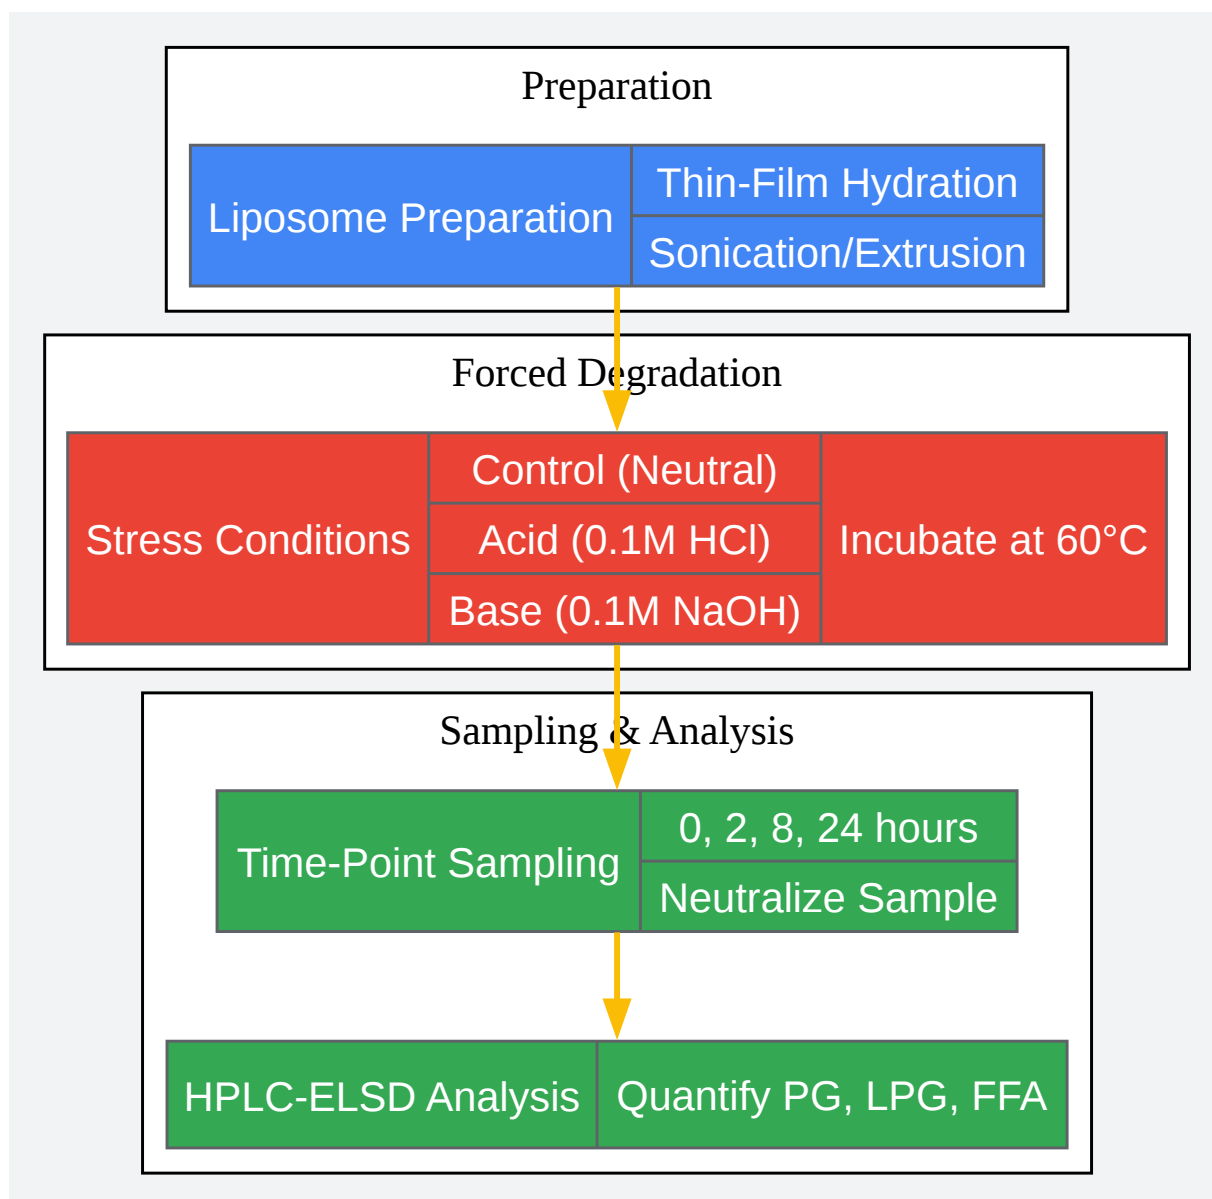 Preparation
Liposome Preparation
Thin-Film Hydration
Sonication/Extrusion
Forced Degradation
Stress Conditions
Control (Neutral)
Acid (0.1M HCl)
Base (0.1M NaOH)
Incubate at 60°C
Sampling & Analysis
Time-Point Sampling
0, 2, 8, 24 hours
Neutralize Sample
HPLC-ELSD Analysis
Quantify PG, LPG, FFA